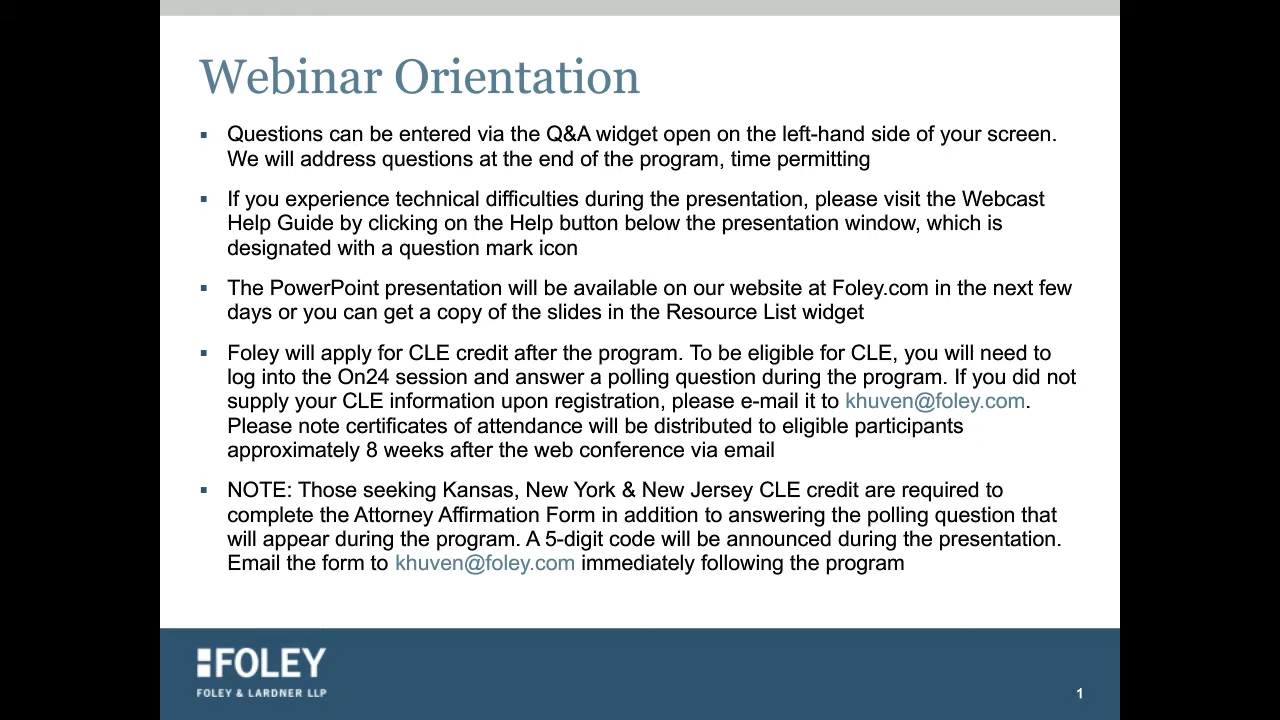 Webinar Orientation
▪ Questions can be entered via the Q&A widget open on the left-hand side of your screen.
We will address questions at the end of the program, time permitting
▪ If you experience technical difficulties during the presentation, please visit the Webcast
Help Guide by clicking on the Help button below the presentation window, which is
designated with a question mark icon
▪ The PowerPoint presentation will be available on our website at Foley.com in the next few
days or you can get a copy of the slides in the Resource List widget
▪ Foley will apply for CLE credit after the program. To be eligible for CLE, you will need to
log into the On24 session and answer a polling question during the program. If you did not
supply your CLE information upon registration, please e-mail it to khuven@foley.com.
Please note certificates of attendance will be distributed to eligible participants
approximately 8 weeks after the web conference via email
▪ NOTE: Those seeking Kansas, New York & New Jersey CLE credit are required to
complete the Attorney Affirmation Form in addition to answering the polling question that
will appear during the program. A 5-digit code will be announced during the presentation.
Email the form to khuven@foley.com immediately following the program
FOLEY
FOLEY & LARDNER LLP
1